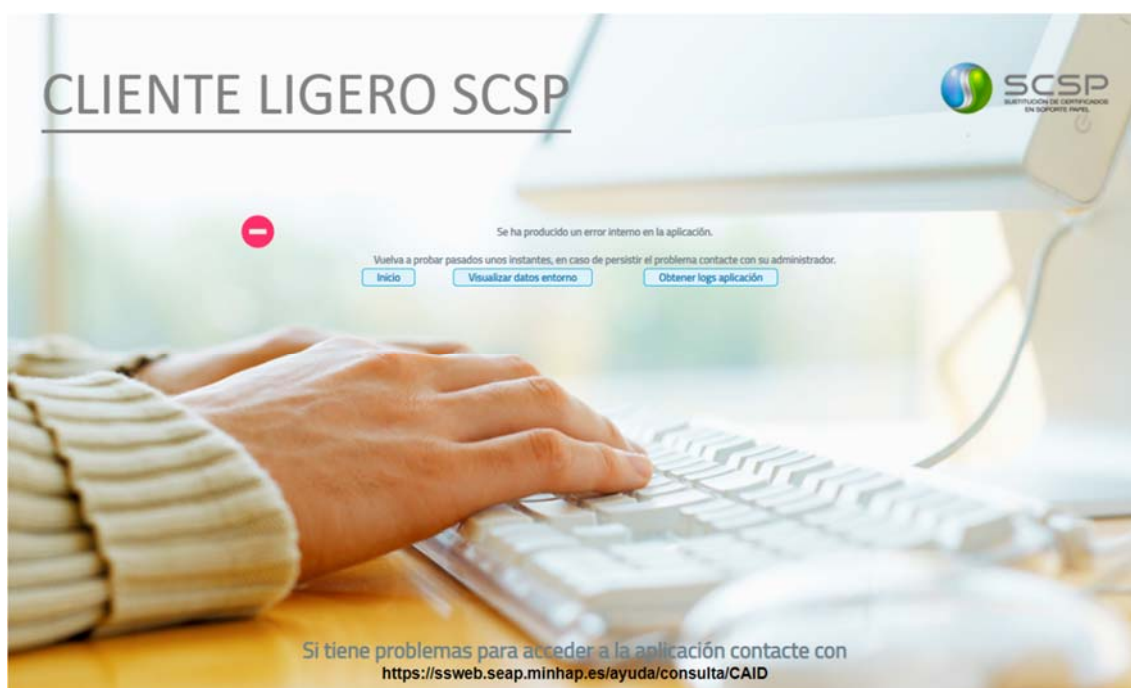 CLIENTE LIGERO SCSP
SCSP
SUSTITUCIÓN DE CERTIFICADOS
EN SOPORTE PAPEL
Se ha producido un error interno en la aplicación.
Vuelva a probar pasados unos instantes, en caso de persistir el problema contacte con su administrador.
Inicio Visualizar datos entorno Obtener logs aplicación
Si tiene problemas para acceder a la aplicación contacte con
https://ssweb.seap.minhap.es/ayuda/consulta/CAID